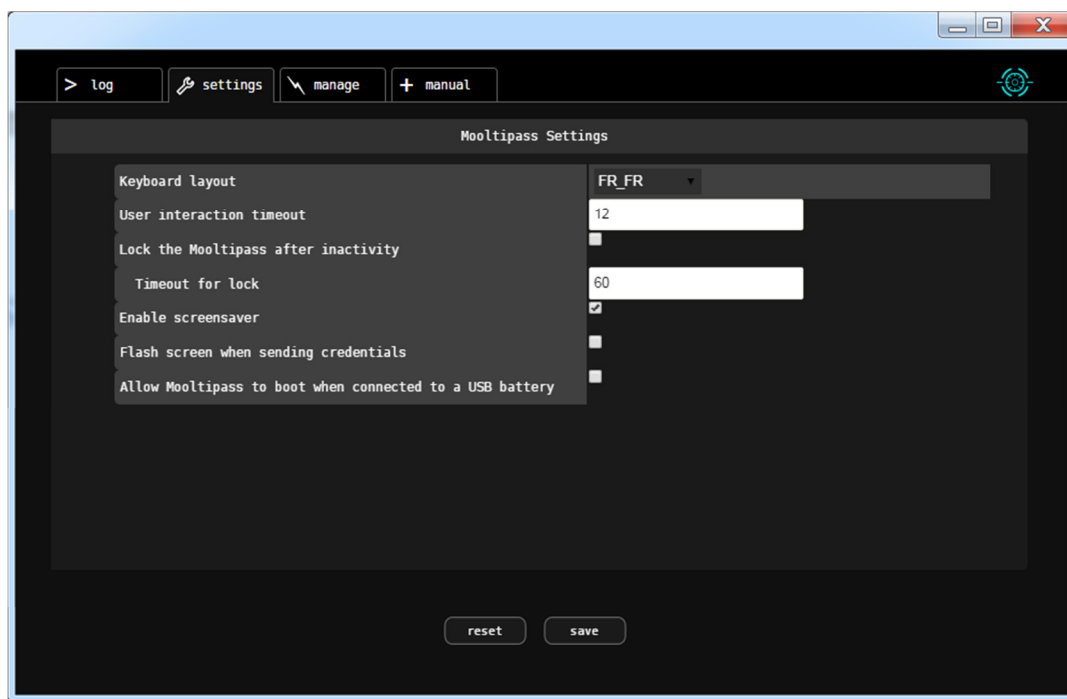 > log settings manage + manual
Mooltipass Settings
Keyboard layout FR_FR
User interaction timeout 12
Lock the Mooltipass after inactivity
Timeout for lock 60
Enable screensaver
Flash screen when sending credentials
Allow Mooltipass to boot when connected to a USB battery
reset save